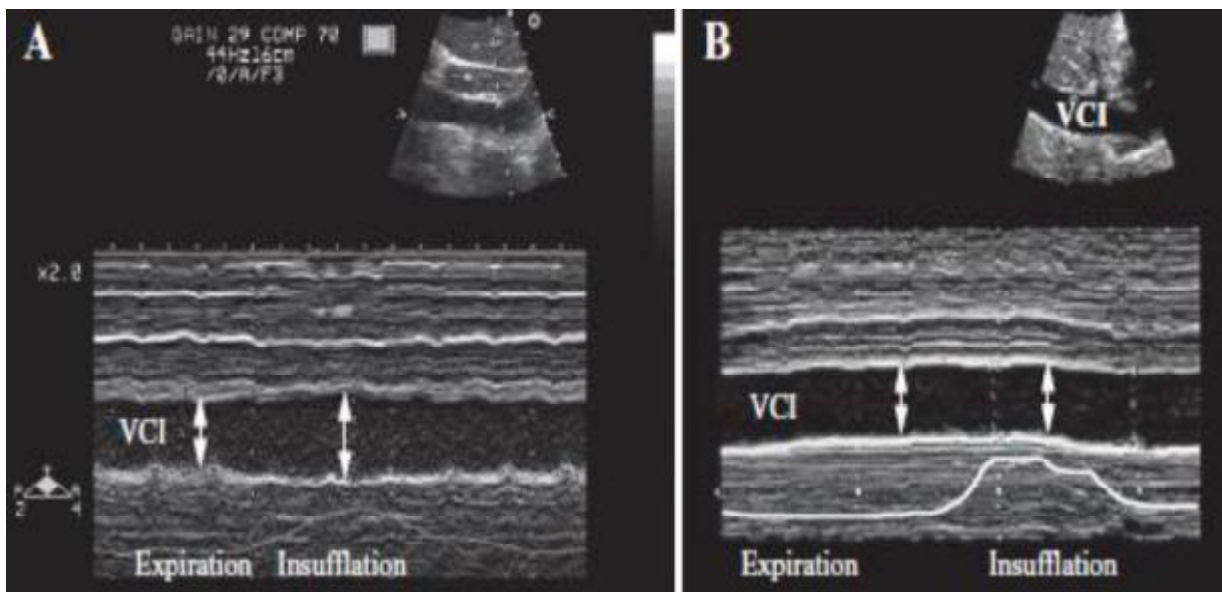 A
GAIN 29 COMP 70
44Hz16cm
/0/A/F3
x2.0
VCI
Expiration Insufflation
B
VCI
VCI
Expiration Insufflation